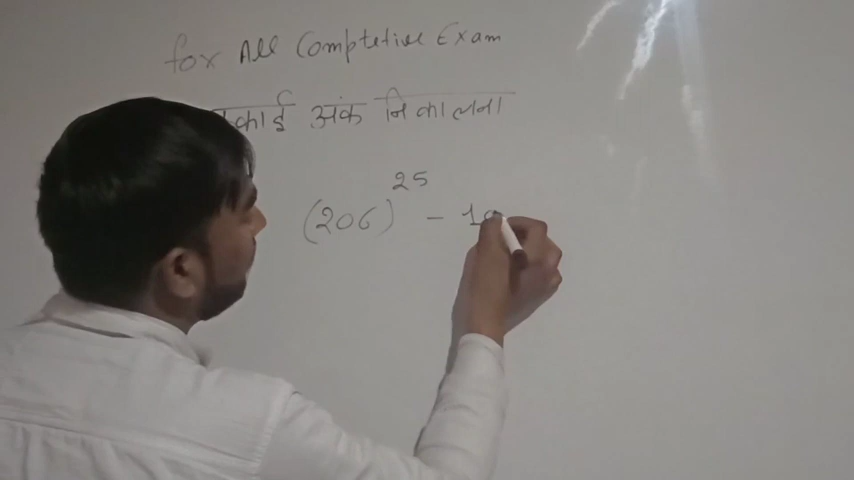 for All Comptetive Exam
काई अंक निकालना
(206)²⁵ - 1